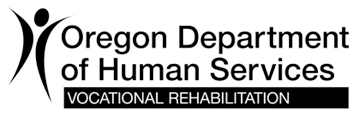 Oregon Department
of Human Services
VOCATIONAL REHABILITATION